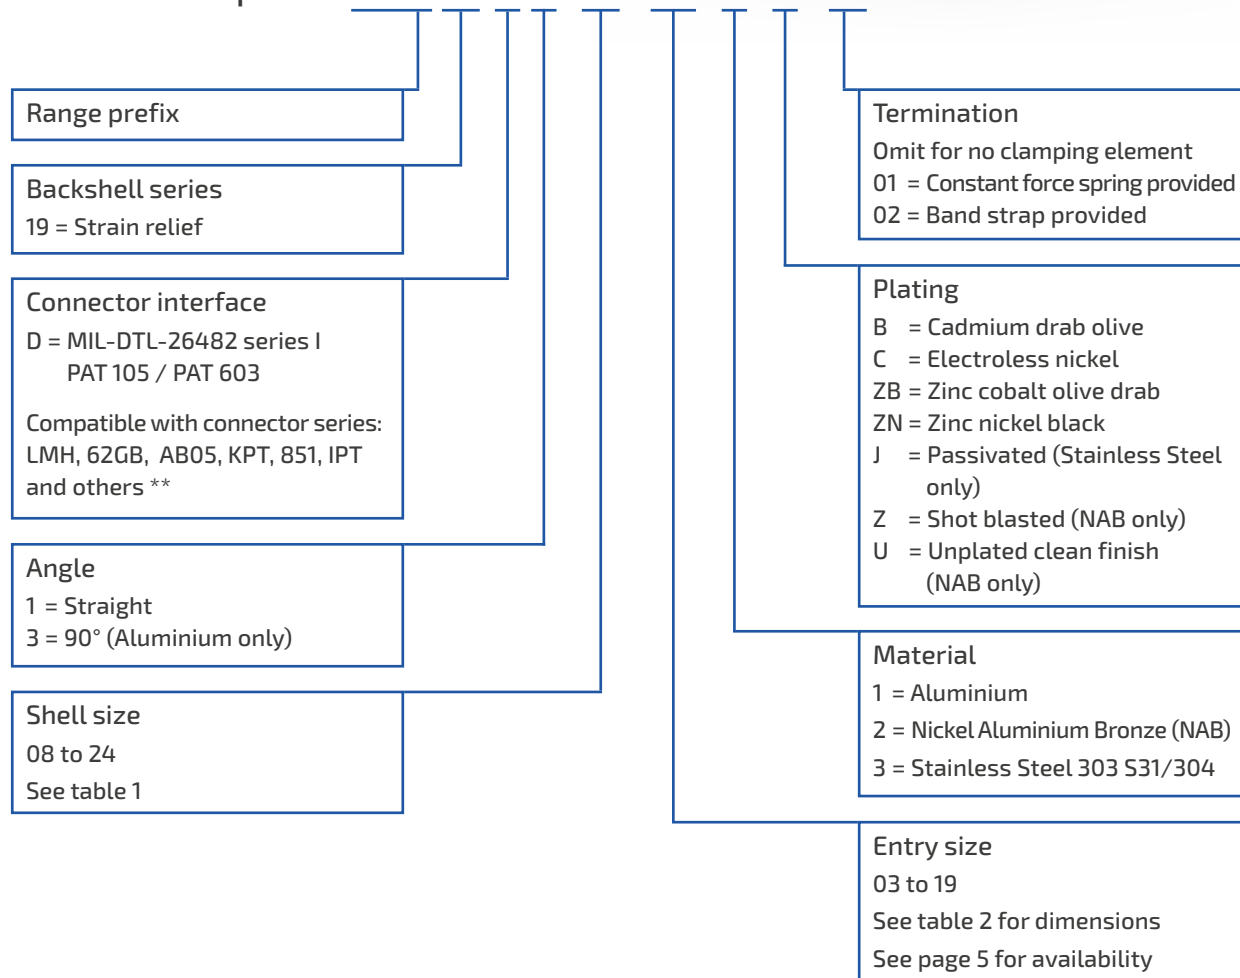 Range prefix
Backshell series
19 = Strain relief
Connector interface
D = MIL-DTL-26482 series I
PAT 105 / PAT 603
Compatible with connector series:
LMH, 62GB, AB05, KPT, 851, IPT
and others **
Angle
1 = Straight
3 = 90° (Aluminium only)
Shell size
08 to 24
See table 1
Termination
Omit for no clamping element
01 = Constant force spring provided
02 = Band strap provided
Plating
B = Cadmium drab olive
C = Electroless nickel
ZB = Zinc cobalt olive drab
ZN = Zinc nickel black
J = Passivated (Stainless Steel
only)
Z = Shot blasted (NAB only)
U = Unplated clean finish
(NAB only)
Material
1 = Aluminium
2 = Nickel Aluminium Bronze (NAB)
3 = Stainless Steel 303 S31/304
Entry size
03 to 19
See table 2 for dimensions
See page 5 for availability